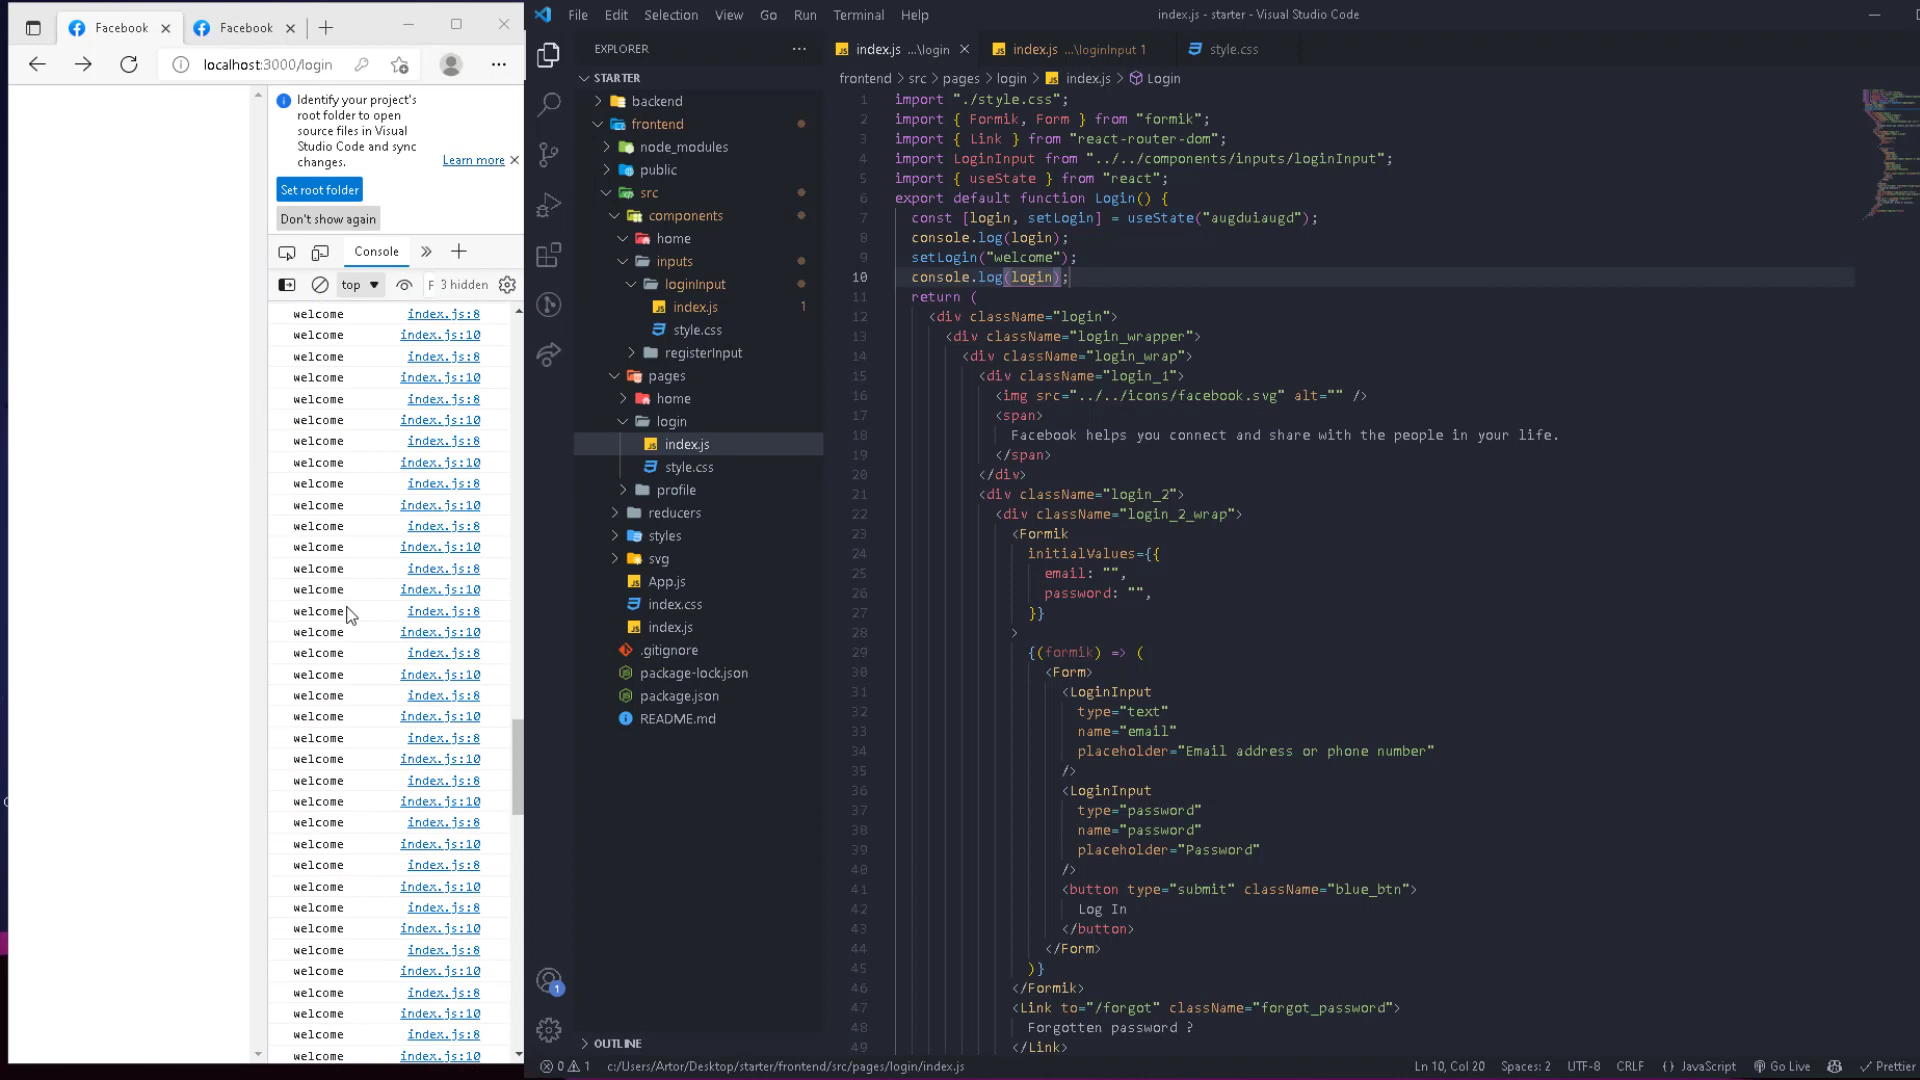 Facebook
Facebook
localhost:3000/login
Identify your project's
root folder to open
source files in Visual
Studio Code and sync
changes.
Learn more
Set root folder
Don't show again
Console
top
F
3 hidden
welcome index.js:8
welcome index.js:10
welcome index.js:8
welcome index.js:10
welcome index.js:8
welcome index.js:10
welcome index.js:8
welcome index.js:10
welcome index.js:8
welcome index.js:10
welcome index.js:8
welcome index.js:10
welcome index.js:8
welcome index.js:10
welcome index.js:8
welcome index.js:10
welcome index.js:8
welcome index.js:10
welcome index.js:8
welcome index.js:10
welcome index.js:8
welcome index.js:10
welcome index.js:8
welcome index.js:10
welcome index.js:8
welcome index.js:10
welcome index.js:8
welcome index.js:10
welcome index.js:8
welcome index.js:10
welcome index.js:8
welcome index.js:10
welcome index.js:8
welcome index.js:10
welcome index.js:8
welcome index.js:10
File Edit Selection View Go Run Terminal Help
index.js - starter - Visual Studio Code
EXPLORER
STARTER
backend
frontend
node_modules
public
src
components
home
inputs
loginInput
index.js 1
style.css
registerInput
pages
home
login
index.js
style.css
profile
reducers
styles
svg
App.js
index.css
index.js
.gitignore
package-lock.json
package.json
README.md
OUTLINE
1
index.js ...\login
index.js ...\loginInput 1
style.css
frontend > src > pages > login > index.js > Login
1 import "./style.css";
2 import { Formik, Form } from "formik";
3 import { Link } from "react-router-dom";
4 import LoginInput from "../../components/inputs/loginInput";
5 import { useState } from "react";
6 export default function Login() {
7 const [login, setLogin] = useState("augduiaugd");
8 console.log(login);
9 setLogin("welcome");
10 console.log(login);
11 return (
12 <div className="login">
13 <div className="login_wrapper">
14 <div className="login_wrap">
15 <div className="login_1">
16 <img src="../../icons/facebook.svg" alt="" />
17 <span>
18 Facebook helps you connect and share with the people in your life.
19 </span>
20 </div>
21 <div className="login_2">
22 <div className="login_2_wrap">
23 <Formik
24 initialValues={{
25 email: "",
26 password: "",
27 }}
28 >
29 {(formik) => (
30 <Form>
31 <LoginInput
32 type="text"
33 name="email"
34 placeholder="Email address or phone number"
35 />
36 <LoginInput
37 type="password"
38 name="password"
39 placeholder="Password"
40 />
41 <button type="submit" className="blue_btn">
42 Log In
43 </button>
44 </Form>
45 )}
46 </Formik>
47 <Link to="/forgot" className="forgot_password">
48 Forgotten password ?
49 </Link>
0 1 c:/Users/Artor/Desktop/starter/frontend/src/pages/login/index.js
Ln 10, Col 20 Spaces: 2 UTF-8 CRLF {} JavaScript Go Live Prettier